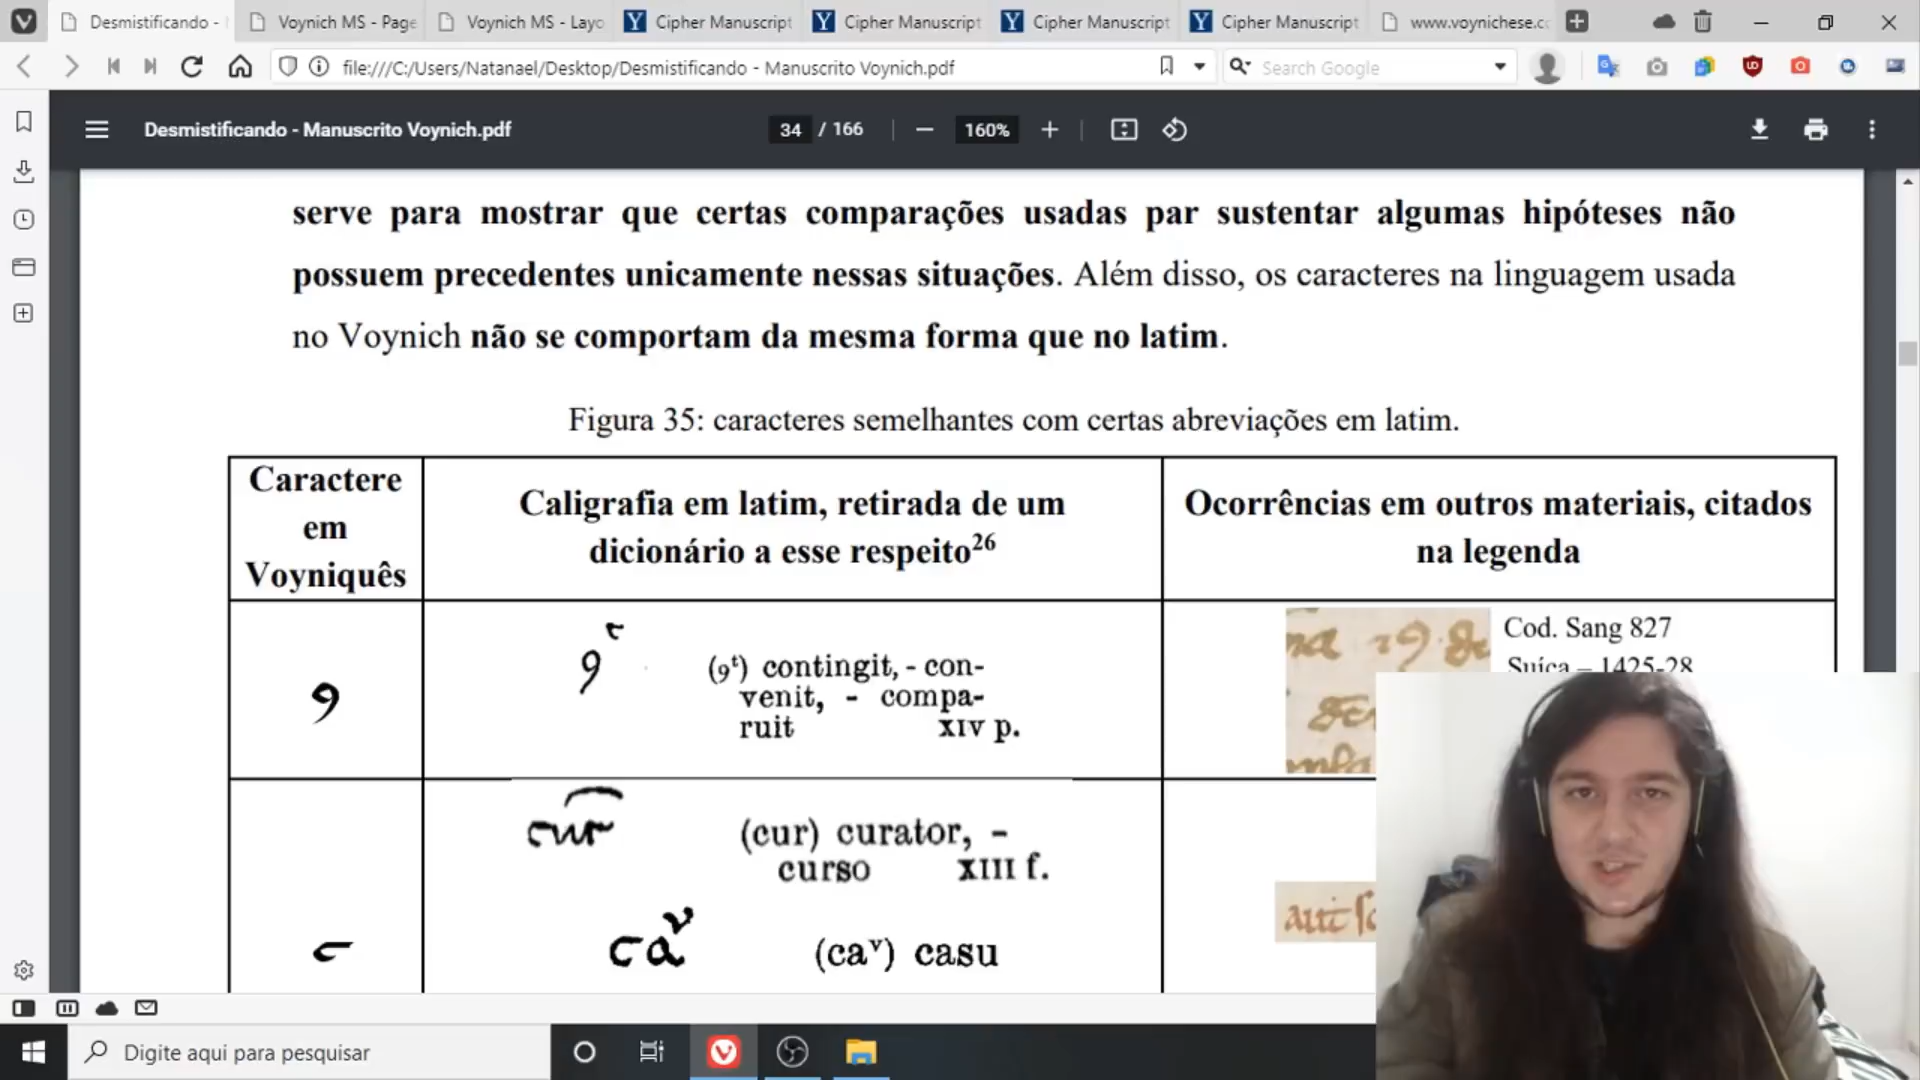 Desmistificando -
Voynich MS - Page
Voynich MS - Layo
Cipher Manuscript
Cipher Manuscript
Cipher Manuscript
Cipher Manuscript
www.voynichese.c
file:///C:/Users/Natanael/Desktop/Desmistificando - Manuscrito Voynich.pdf
Search Google
Desmistificando - Manuscrito Voynich.pdf
34 / 166
160%
serve para mostrar que certas comparações usadas par sustentar algumas hipóteses não
possuem precedentes unicamente nessas situações. Além disso, os caracteres na linguagem usada
no Voynich não se comportam da mesma forma que no latim.
Figura 35: caracteres semelhantes com certas abreviações em latim.
Caractere
em
Voyniquês
Caligrafia em latim, retirada de um
dicionário a esse respeito26
Ocorrências em outros materiais, citados
na legenda
9
(9t) contingit, - con-
venit, - compa-
ruit XIV p.
Cod. Sang 827
Suíça – 1425-28
cur
(cur) curator, -
curso XIII f.
c
cav
(cav) casu
Digite aqui para pesquisar